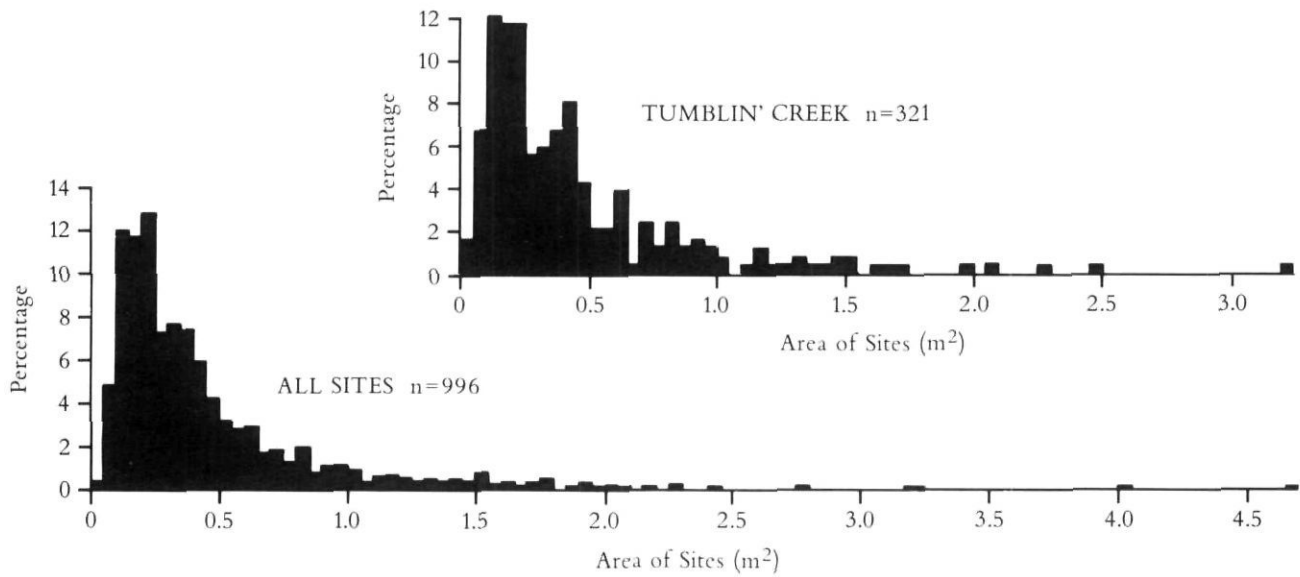 12
10
8
6
4
2
0
Percentage
TUMBLIN' CREEK n=321
0 0.5 1.0 1.5 2.0 2.5 3.0
Area of Sites (m²)
14
12
10
8
6
4
2
0
Percentage
ALL SITES n=996
0 0.5 1.0 1.5 2.0 2.5 3.0 3.5 4.0 4.5
Area of Sites (m²)